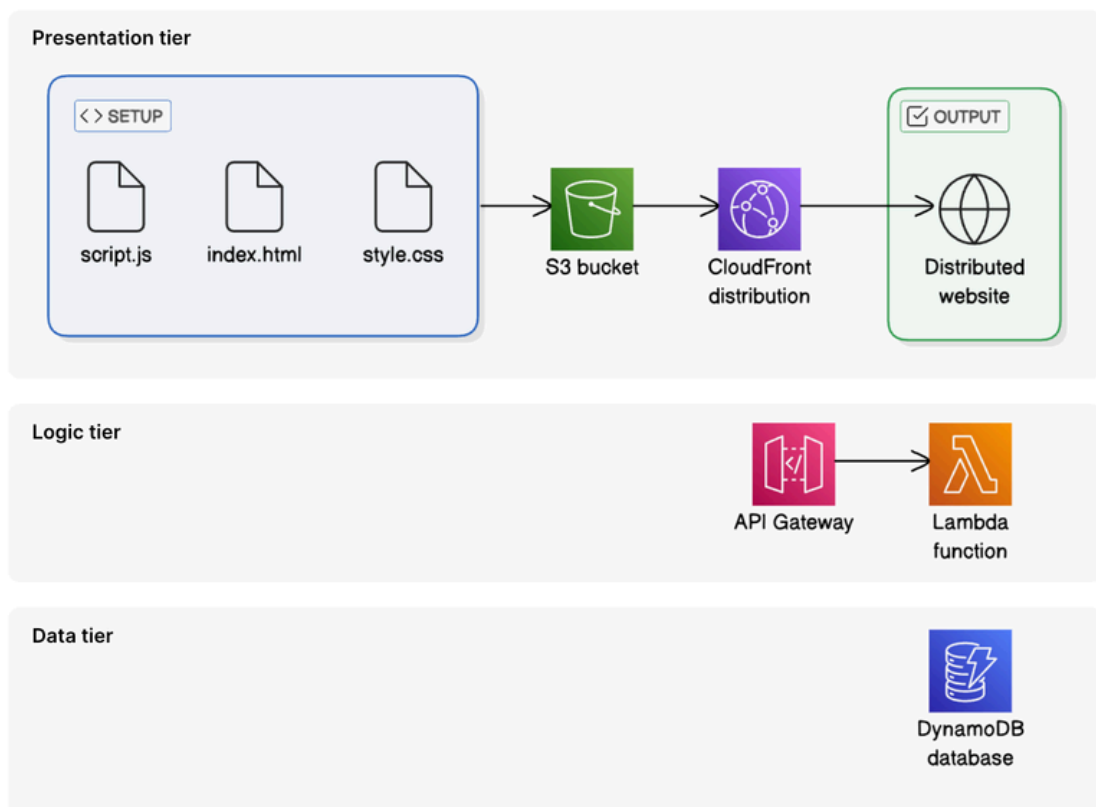 Presentation tier
SETUP
OUTPUT
script.js
index.html
style.css
S3 bucket
CloudFront
distribution
Distributed
website
Logic tier
API Gateway
Lambda
function
Data tier
DynamoDB
database